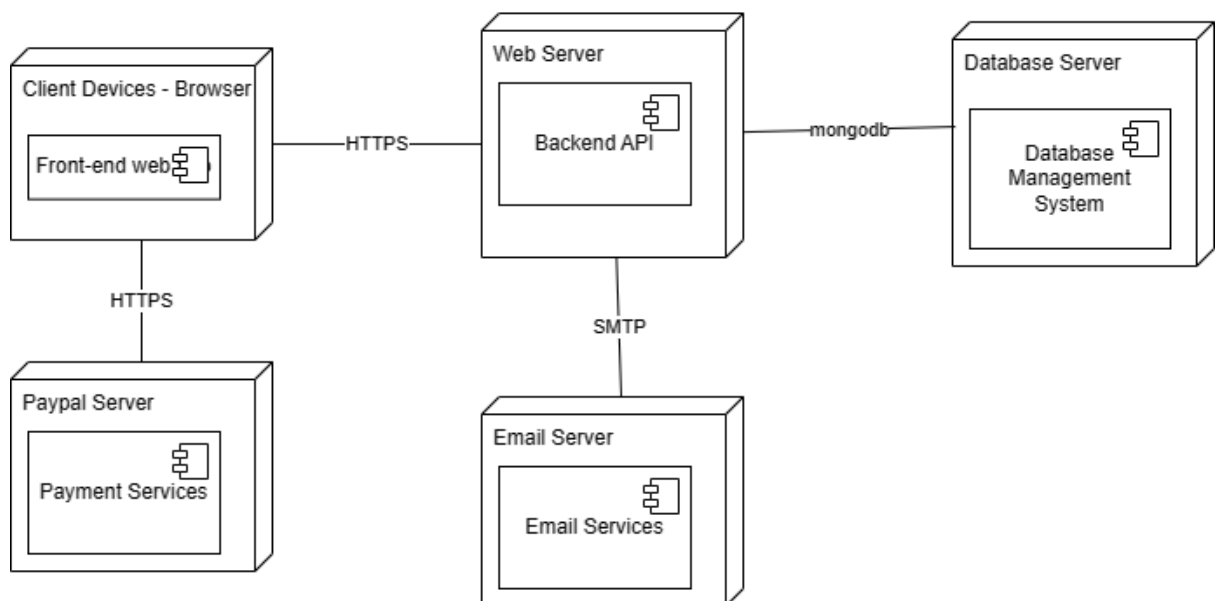 Client Devices - Browser
Front-end web
HTTPS
Web Server
Backend API
mongodb
Database Server
Database
Management
System
HTTPS
SMTP
Paypal Server
Payment Services
Email Server
Email Services